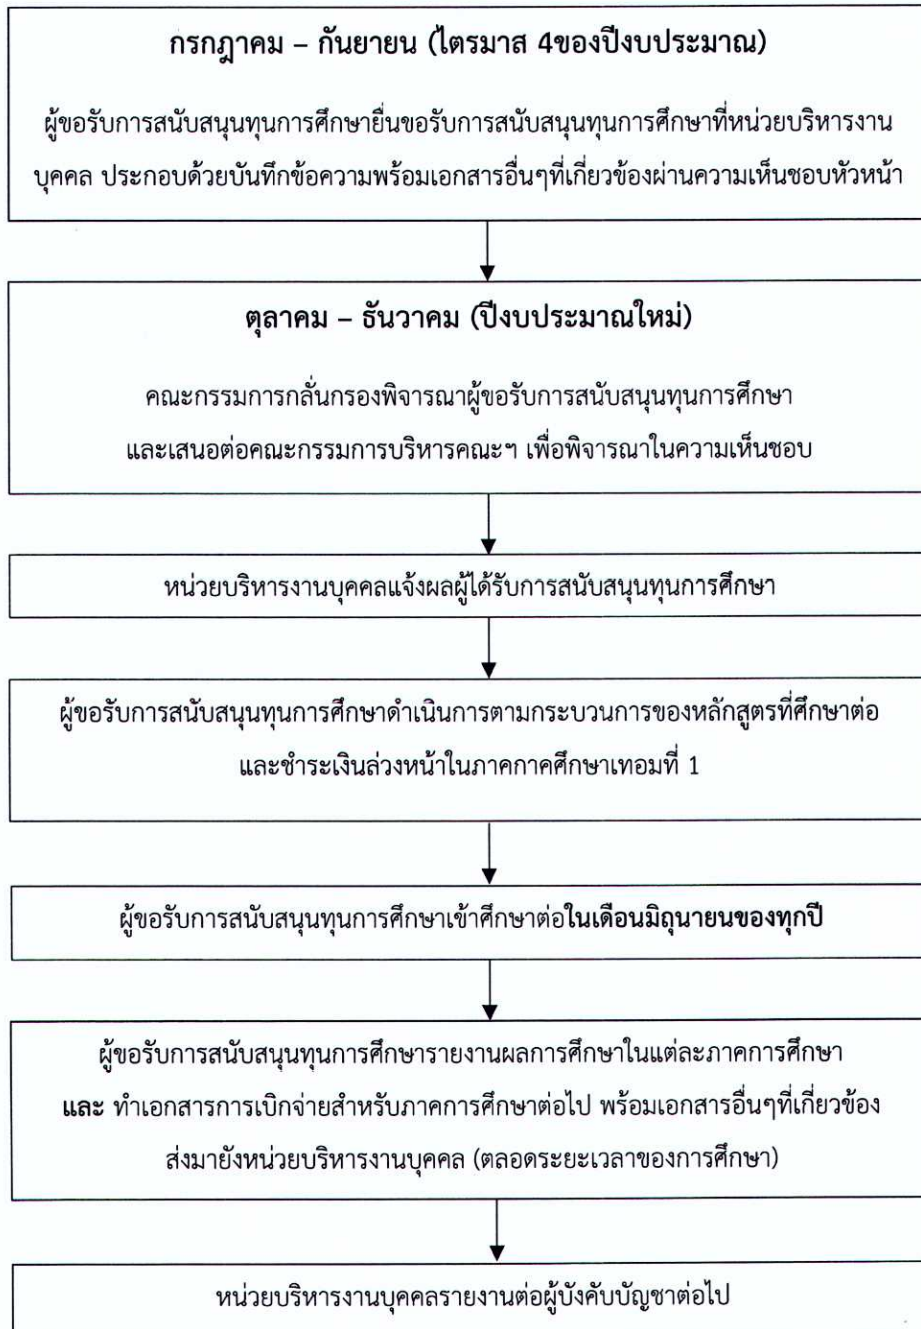 กรกฎาคม – กันยายน (ไตรมาส 4ของปีงบประมาณ)
ผู้ขอรับการสนับสนุนทุนการศึกษายื่นขอรับการสนับสนุนทุนการศึกษาที่หน่วยบริหารงาน
บุคคล ประกอบด้วยบันทึกข้อความพร้อมเอกสารอื่นๆที่เกี่ยวข้องผ่านความเห็นชอบหัวหน้า
ตุลาคม – ธันวาคม (ปีงบประมาณใหม่)
คณะกรรมการกลั่นกรองพิจารณาผู้ขอรับการสนับสนุนทุนการศึกษา
และเสนอต่อคณะกรรมการบริหารคณะฯ เพื่อพิจารณาในความเห็นชอบ
หน่วยบริหารงานบุคคลแจ้งผลผู้ได้รับการสนับสนุนทุนการศึกษา
ผู้ขอรับการสนับสนุนทุนการศึกษาดำเนินการตามกระบวนการของหลักสูตรที่ศึกษาต่อ
และชำระเงินล่วงหน้าในภาคกาคศึกษาเทอมที่ 1
ผู้ขอรับการสนับสนุนทุนการศึกษาเข้าศึกษาต่อในเดือนมิถุนายนของทุกปี
ผู้ขอรับการสนับสนุนทุนการศึกษารายงานผลการศึกษาในแต่ละภาคการศึกษา
และ ทำเอกสารการเบิกจ่ายสำหรับภาคการศึกษาต่อไป พร้อมเอกสารอื่นๆที่เกี่ยวข้อง
ส่งมายังหน่วยบริหารงานบุคคล (ตลอดระยะเวลาของการศึกษา)
หน่วยบริหารงานบุคคลรายงานต่อผู้บังคับบัญชาต่อไป